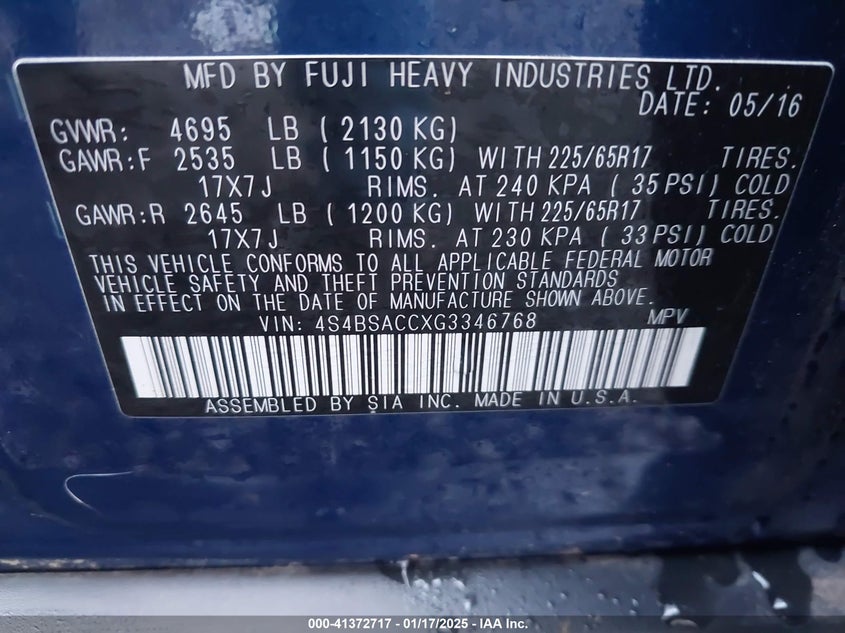 MFD BY FUJI HEAVY INDUSTRIES LTD.
DATE: 05/16
GVWR: 4695 LB ( 2130 KG)
GAWR:F 2535 LB ( 1150 KG) WITH 225/65R17 TIRES.
17X7J RIMS. AT 240 KPA ( 35 PSI) COLD
GAWR:R 2645 LB ( 1200 KG) WITH 225/65R17 TIRES.
17X7J RIMS. AT 230 KPA ( 33 PSI) COLD
THIS VEHICLE CONFORMS TO ALL APPLICABLE FEDERAL MOTOR
VEHICLE SAFETY AND THEFT PREVENTION STANDARDS
IN EFFECT ON THE DATE OF MANUFACTURE SHOWN ABOVE.
VIN: 4S4BSACCXG3346768 MPV
ASSEMBLED BY SIA INC. MADE IN U.S.A.
000-41372717 - 01/17/2025 - IAA Inc.